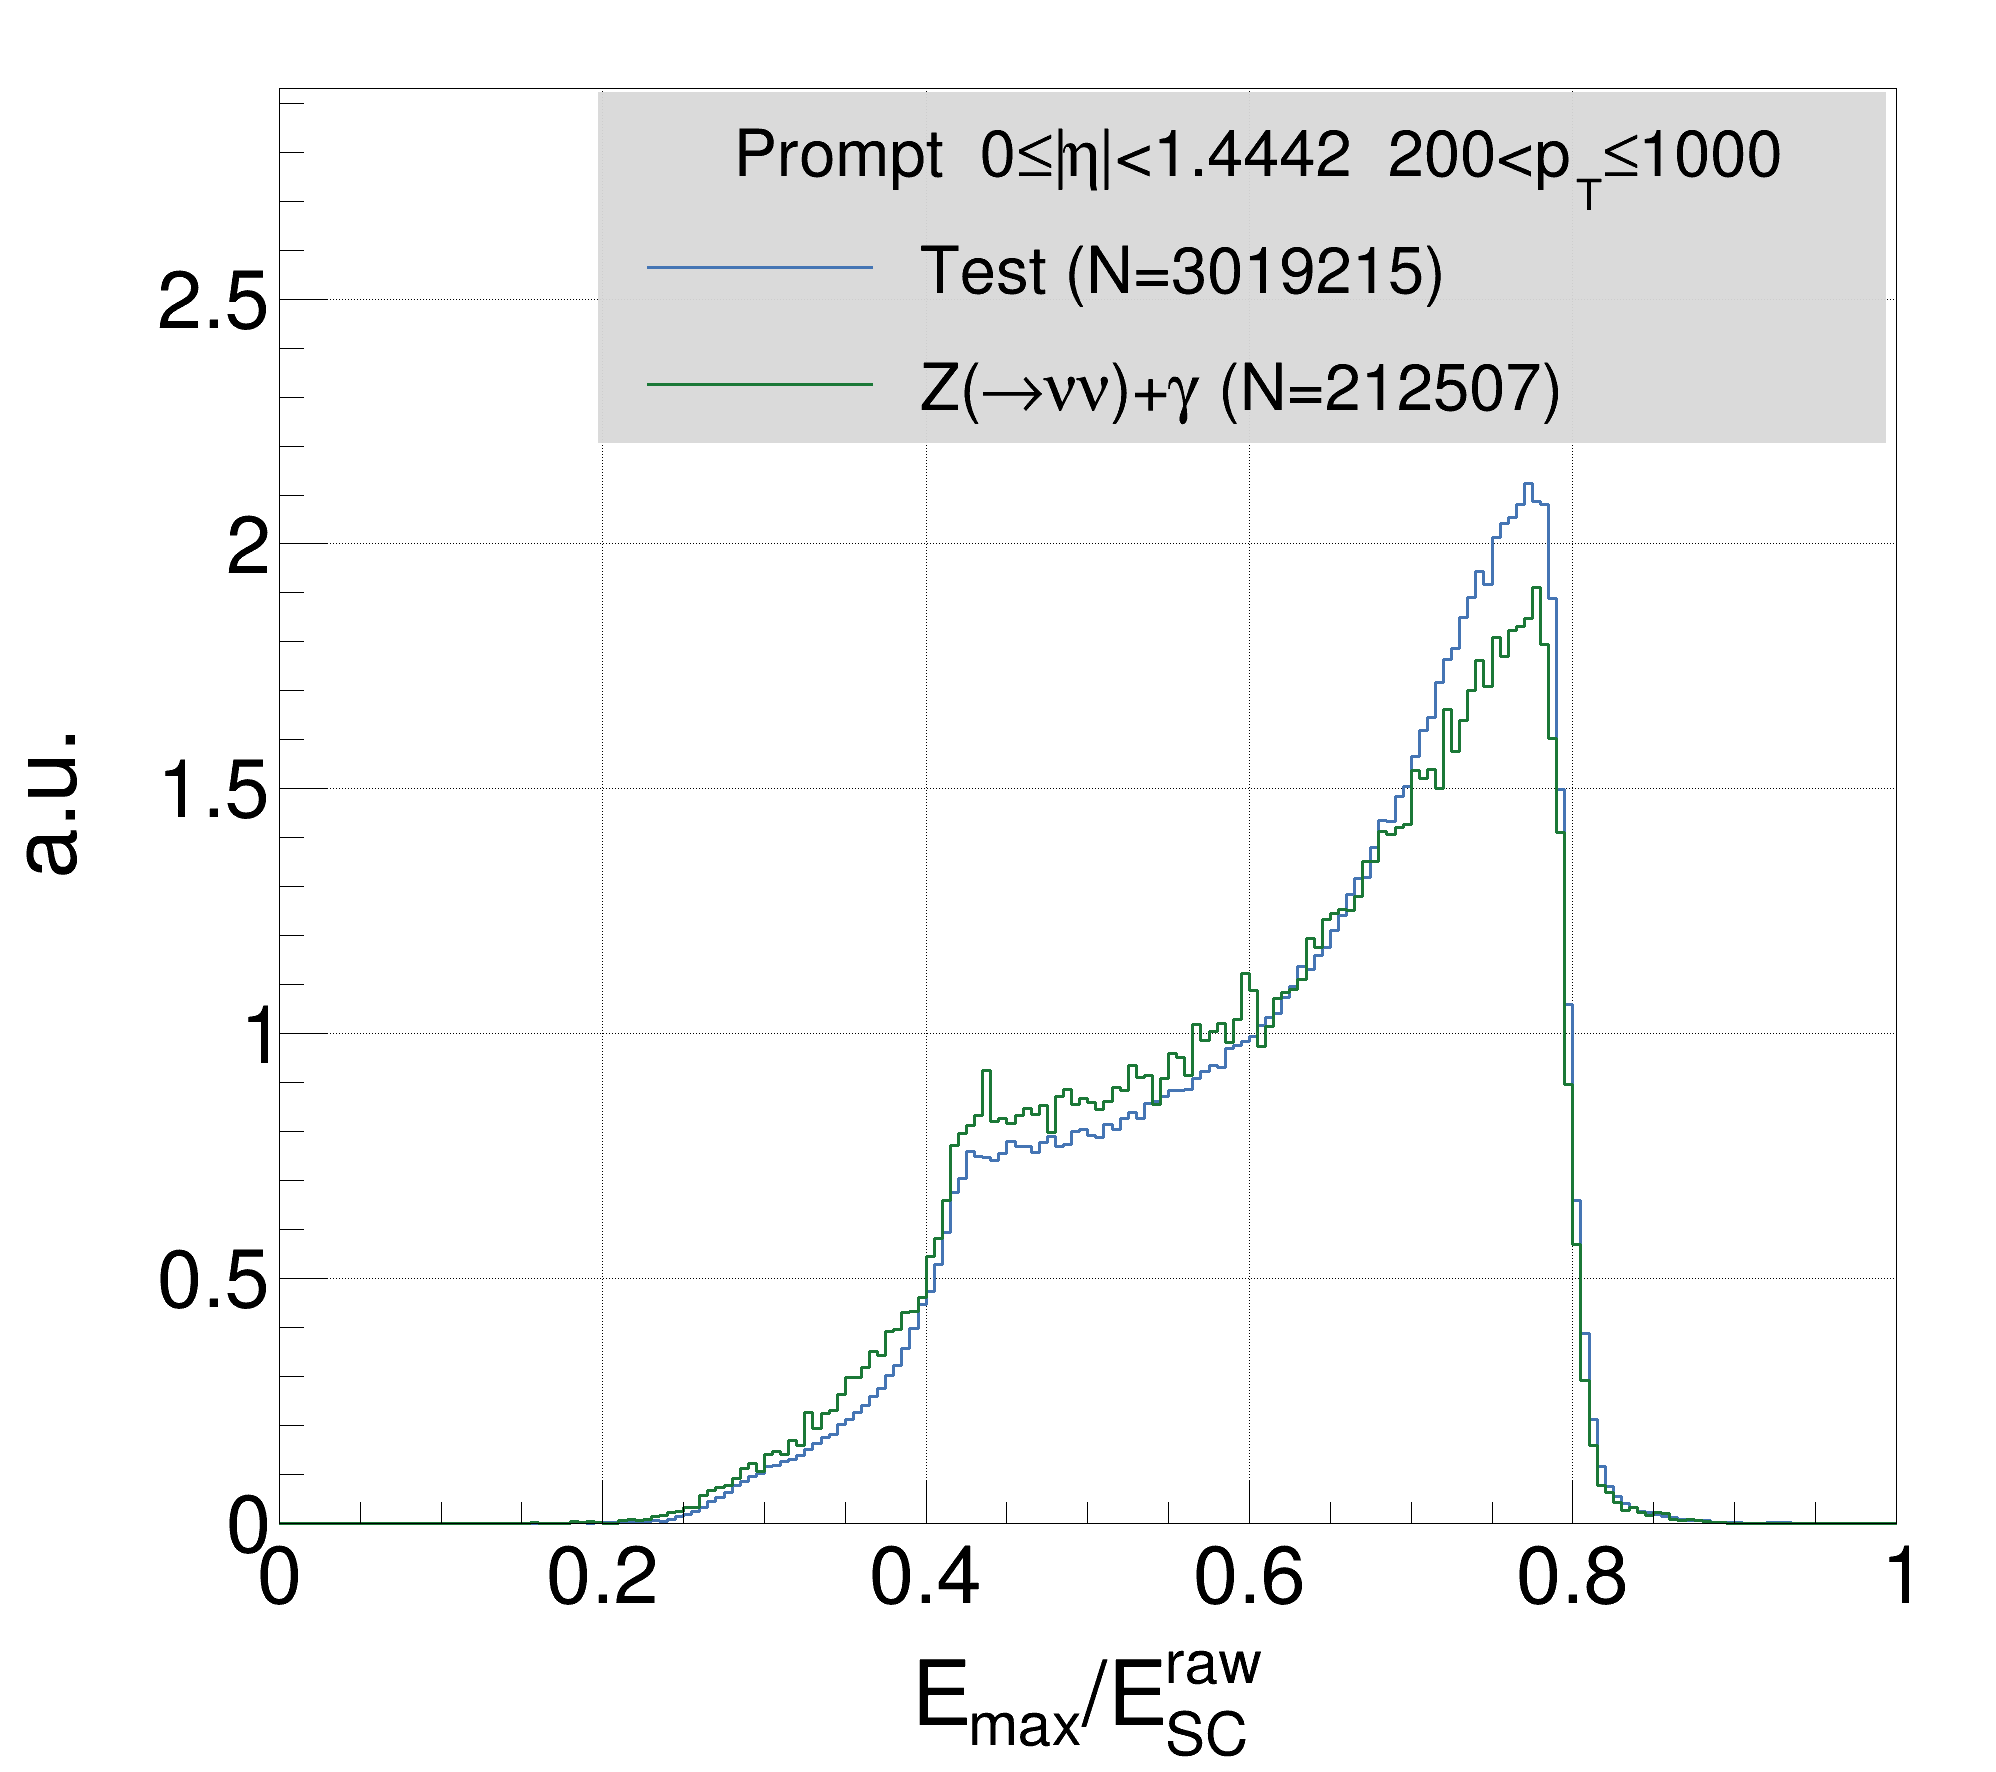 Prompt 0≤|η|<1.4442 200<p_T≤1000
Test (N=3019215)
Z(→νν)+γ (N=212507)
2.5
2
1.5
1
0.5
0
a.u.
0 0.2 0.4 0.6 0.8 1
E_max/E_SC^raw